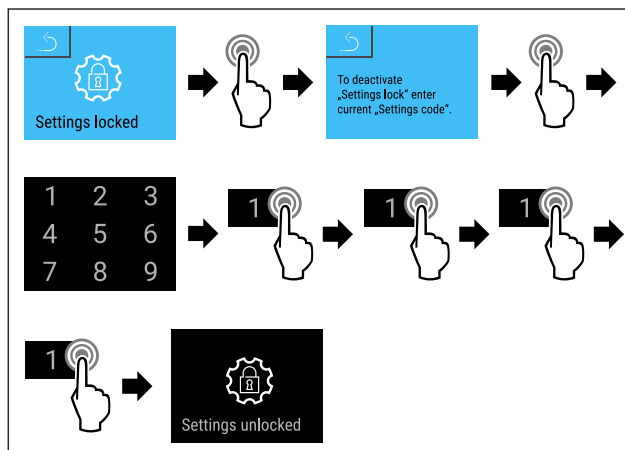 Settings locked
To deactivate
„Settings lock“ enter
current „Settings code“.
1 2 3
4 5 6
7 8 9
1
1
1
1
Settings unlocked